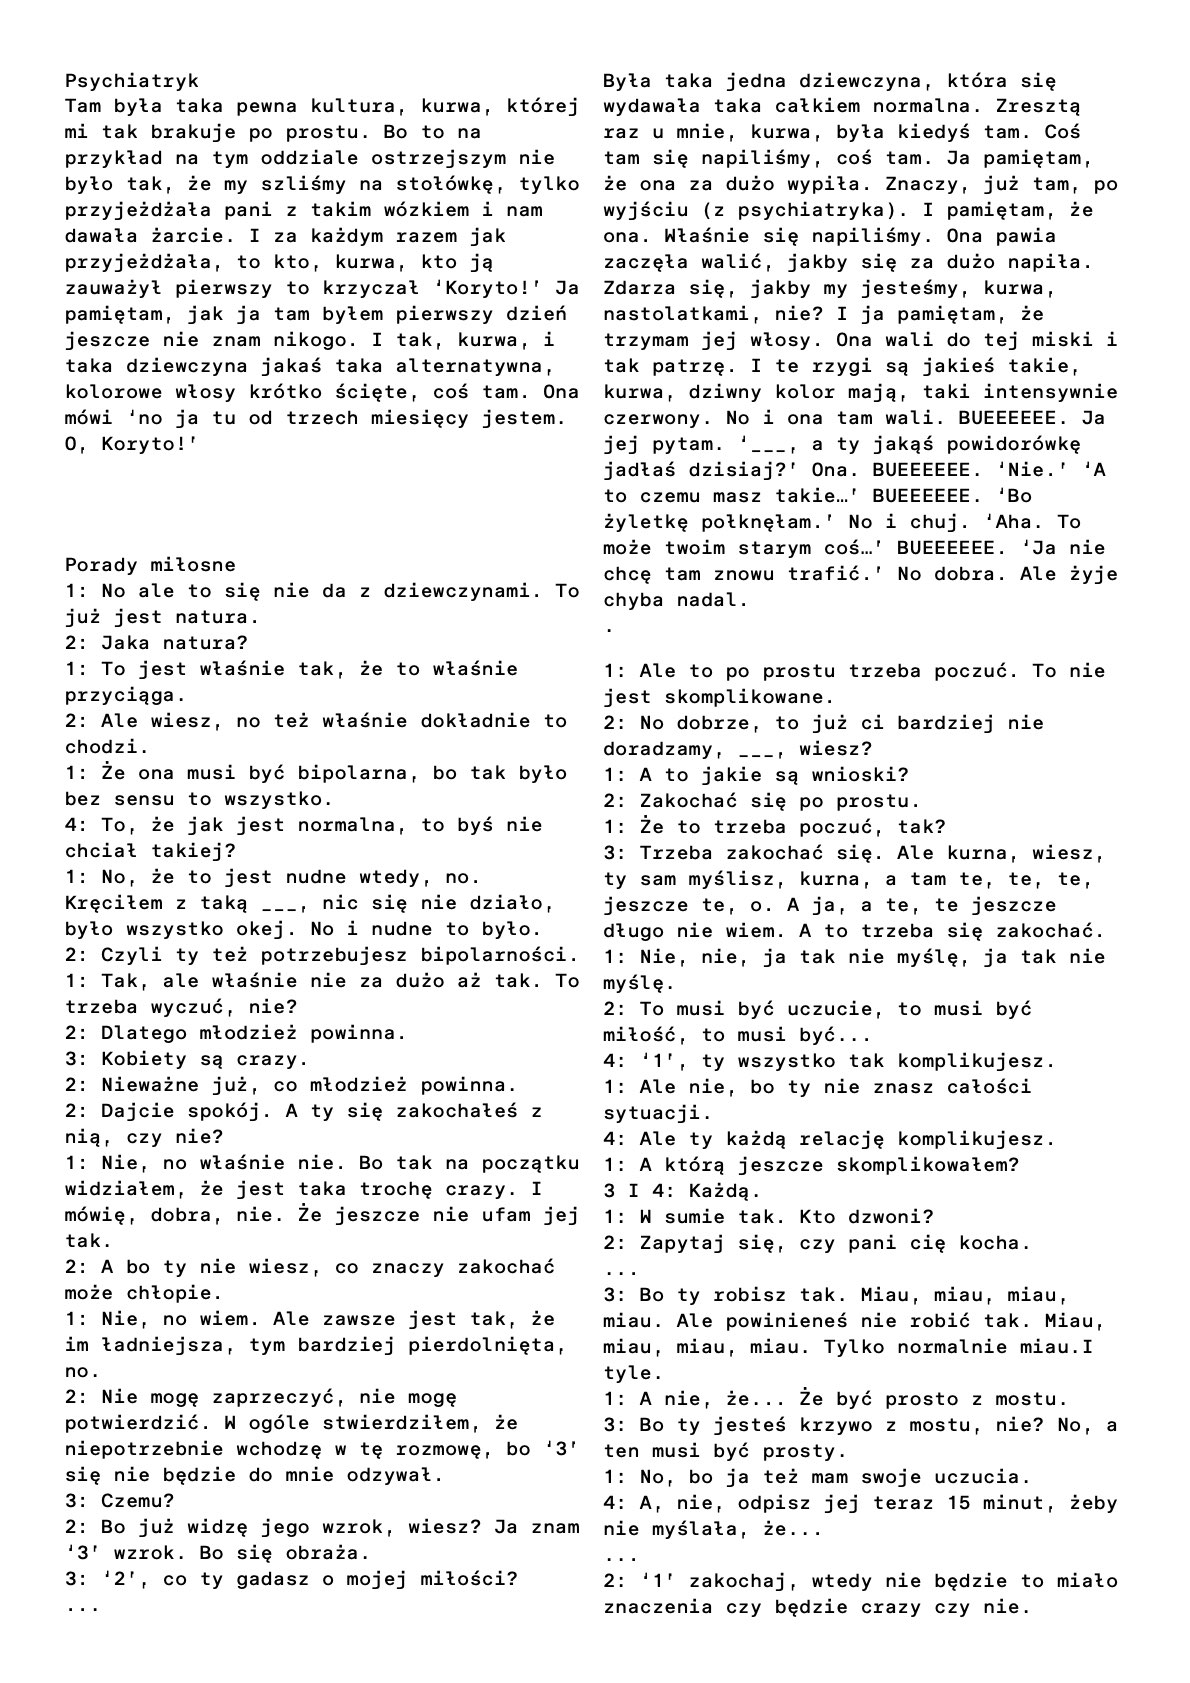 Psychiatryk
Tam była taka pewna kultura, kurwa, której
mi tak brakuje po prostu. Bo to na
przykład na tym oddziale ostrzejszym nie
było tak, że my szliśmy na stołówkę, tylko
przyjeżdżała pani z takim wózkiem i nam
dawała żarcie. I za każdym razem jak
przyjeżdżała, to kto, kurwa, kto ją
zauważył pierwszy to krzyczał ‘Koryto!’ Ja
pamiętam, jak ja tam byłem pierwszy dzień
jeszcze nie znam nikogo. I tak, kurwa, i
taka dziewczyna jakaś taka alternatywna,
kolorowe włosy krótko ścięte, coś tam. Ona
mówi ‘no ja tu od trzech miesięcy jestem.
O, Koryto!’
Była taka jedna dziewczyna, która się
wydawała taka całkiem normalna. Zresztą
raz u mnie, kurwa, była kiedyś tam. Coś
tam się napiliśmy, coś tam. Ja pamiętam,
że ona za dużo wypiła. Znaczy, już tam, po
wyjściu (z psychiatryka). I pamiętam, że
ona. Właśnie się napiliśmy. Ona pawia
zaczęła walić, jakby się za dużo napiła.
Zdarza się, jakby my jesteśmy, kurwa,
nastolatkami, nie? I ja pamiętam, że
trzymam jej włosy. Ona wali do tej miski i
tak patrzę. I te rzygi są jakieś takie,
kurwa, dziwny kolor mają, taki intensywnie
czerwony. No i ona tam wali. BUEEEEEE. Ja
jej pytam. ‘___, a ty jakąś powidorówkę
jadłaś dzisiaj?’ Ona. BUEEEEEE. ‘Nie.’ ‘A
to czemu masz takie…’ BUEEEEEE. ‘Bo
żyletkę połknęłam.’ No i chuj. ‘Aha. To
może twoim starym coś…’ BUEEEEEE. ‘Ja nie
chcę tam znowu trafić.’ No dobra. Ale żyje
chyba nadal.
.
Porady miłosne
1: No ale to się nie da z dziewczynami. To
już jest natura.
2: Jaka natura?
1: To jest właśnie tak, że to właśnie
przyciąga.
2: Ale wiesz, no też właśnie dokładnie to
chodzi.
1: Że ona musi być bipolarna, bo tak było
bez sensu to wszystko.
4: To, że jak jest normalna, to byś nie
chciał takiej?
1: No, że to jest nudne wtedy, no.
Kręciłem z taką ___, nic się nie działo,
było wszystko okej. No i nudne to było.
2: Czyli ty też potrzebujesz bipolarności.
1: Tak, ale właśnie nie za dużo aż tak. To
trzeba wyczuć, nie?
2: Dlatego młodzież powinna.
3: Kobiety są crazy.
2: Nieważne już, co młodzież powinna.
2: Dajcie spokój. A ty się zakochałeś z
nią, czy nie?
1: Nie, no właśnie nie. Bo tak na początku
widziałem, że jest taka trochę crazy. I
mówię, dobra, nie. Że jeszcze nie ufam jej
tak.
2: A bo ty nie wiesz, co znaczy zakochać
może chłopie.
1: Nie, no wiem. Ale zawsze jest tak, że
im ładniejsza, tym bardziej pierdolnięta,
no.
2: Nie mogę zaprzeczyć, nie mogę
potwierdzić. W ogóle stwierdziłem, że
niepotrzebnie wchodzę w tę rozmowę, bo ‘3’
się nie będzie do mnie odzywał.
3: Czemu?
2: Bo już widzę jego wzrok, wiesz? Ja znam
‘3’ wzrok. Bo się obraża.
3: ‘2’, co ty gadasz o mojej miłości?
...
1: Ale to po prostu trzeba poczuć. To nie
jest skomplikowane.
2: No dobrze, to już ci bardziej nie
doradzamy, ___, wiesz?
1: A to jakie są wnioski?
2: Zakochać się po prostu.
1: Że to trzeba poczuć, tak?
3: Trzeba zakochać się. Ale kurna, wiesz,
ty sam myślisz, kurna, a tam te, te, te,
jeszcze te, o. A ja, a te, te jeszcze
długo nie wiem. A to trzeba się zakochać.
1: Nie, nie, ja tak nie myślę, ja tak nie
myślę.
2: To musi być uczucie, to musi być
miłość, to musi być...
4: ‘1’, ty wszystko tak komplikujesz.
1: Ale nie, bo ty nie znasz całości
sytuacji.
4: Ale ty każdą relację komplikujesz.
1: A którą jeszcze skomplikowałem?
3 I 4: Każdą.
1: W sumie tak. Kto dzwoni?
2: Zapytaj się, czy pani cię kocha.
...
3: Bo ty robisz tak. Miau, miau, miau,
miau. Ale powinieneś nie robić tak. Miau,
miau, miau, miau. Tylko normalnie miau.I
tyle.
1: A nie, że... Że być prosto z mostu.
3: Bo ty jesteś krzywo z mostu, nie? No, a
ten musi być prosty.
1: No, bo ja też mam swoje uczucia.
4: A, nie, odpisz jej teraz 15 minut, żeby
nie myślała, że...
...
2: ‘1’ zakochaj, wtedy nie będzie to miało
znaczenia czy będzie crazy czy nie.